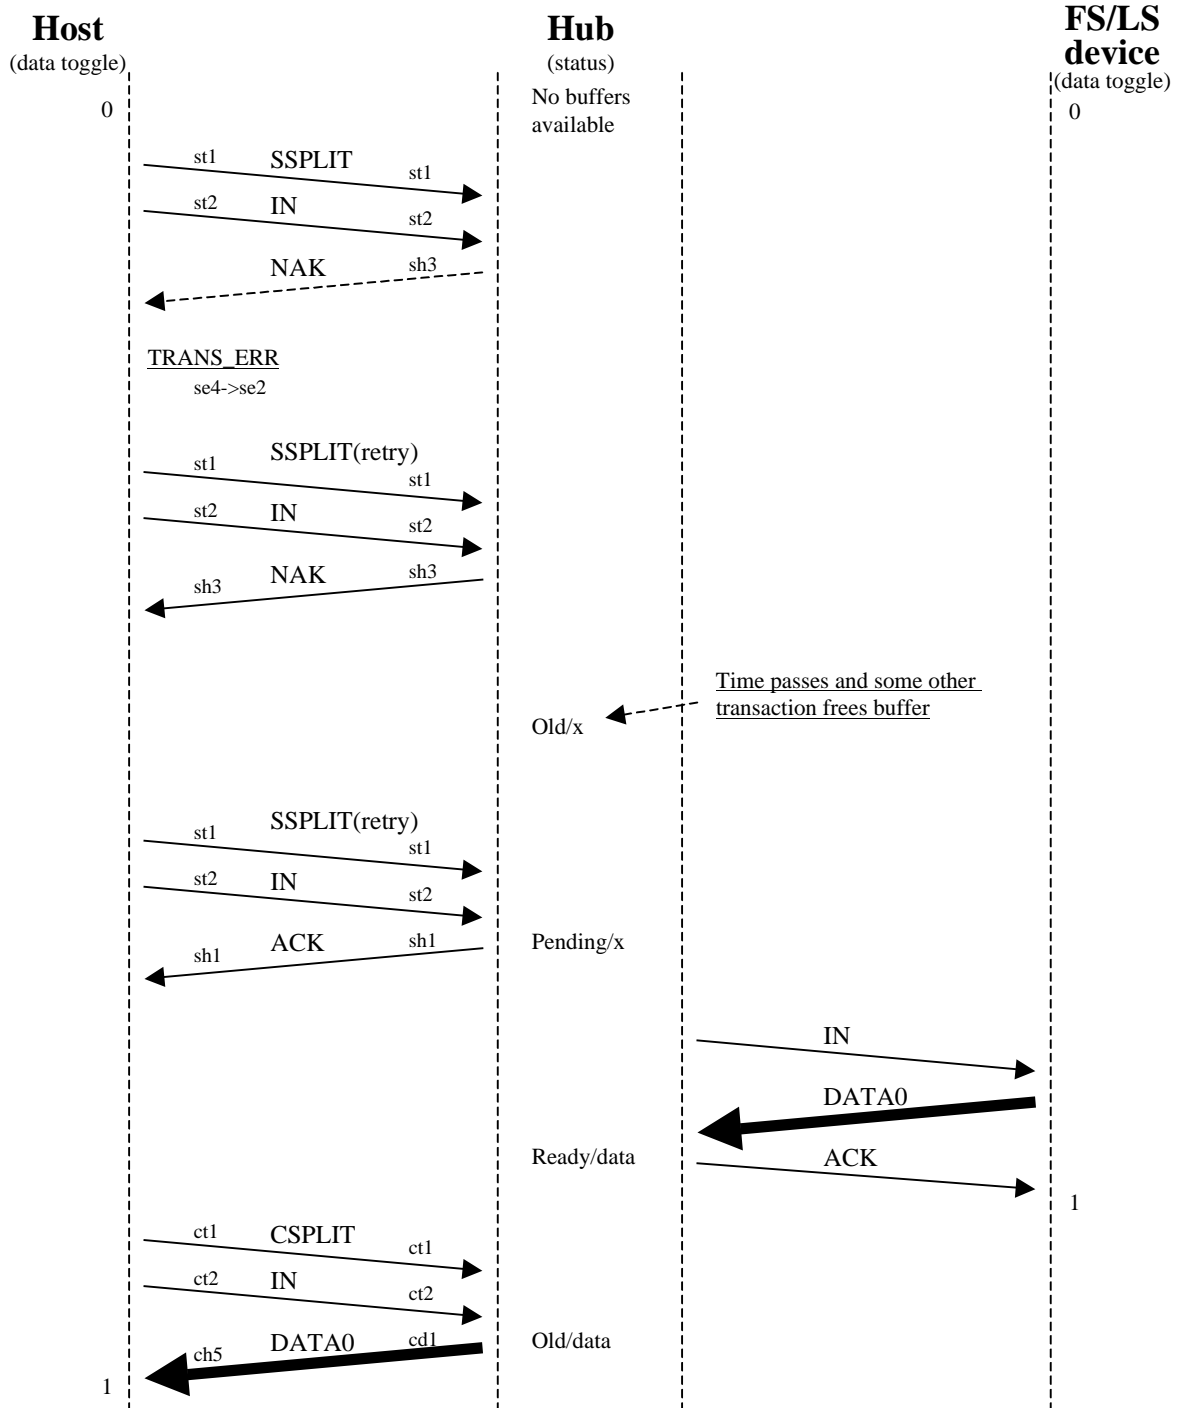 Host
(data toggle)
Hub
(status)
FS/LS
device
(data toggle)
0
No buffers
available
0
st1 SSPLIT st1
st2 IN st2
NAK sh3
TRANS_ERR
se4->se2
st1 SSPLIT(retry) st1
st2 IN st2
sh3 NAK sh3
Time passes and some other
transaction frees buffer
Old/x
st1 SSPLIT(retry) st1
st2 IN st2
sh1 ACK sh1
Pending/x
IN
DATA0
Ready/data
ACK
1
ct1 CSPLIT ct1
ct2 IN ct2
ch5 DATA0 cd1
Old/data
1